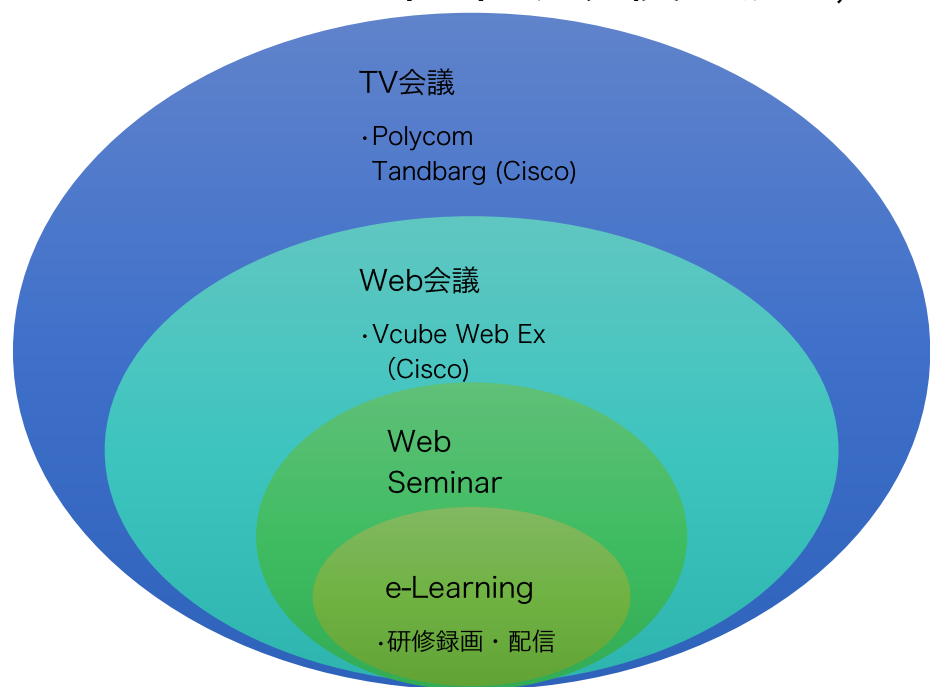 TV会議
・Polycom
Tandbarg (Cisco)
Web会議
・Vcube Web Ex
（Cisco)
Web
Seminar
e-Learning
・研修録画・配信